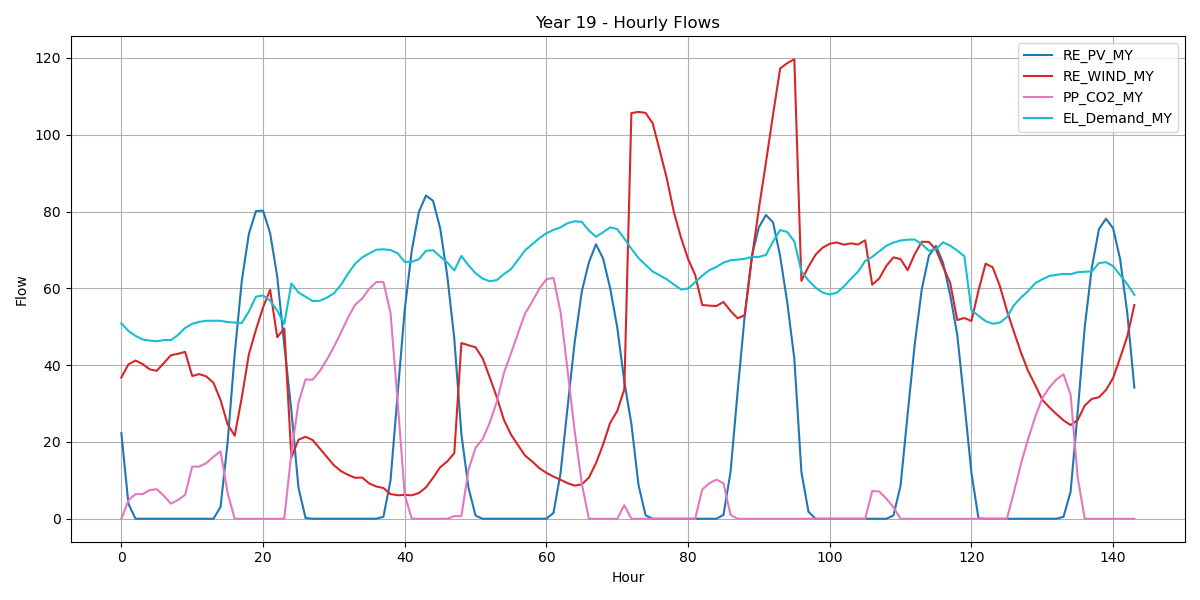 Year 19 - Hourly Flows
RE_PV_MY
RE_WIND_MY
PP_CO2_MY
EL_Demand_MY
Flow
120
100
80
60
40
20
0
0 20 40 60 80 100 120 140
Hour